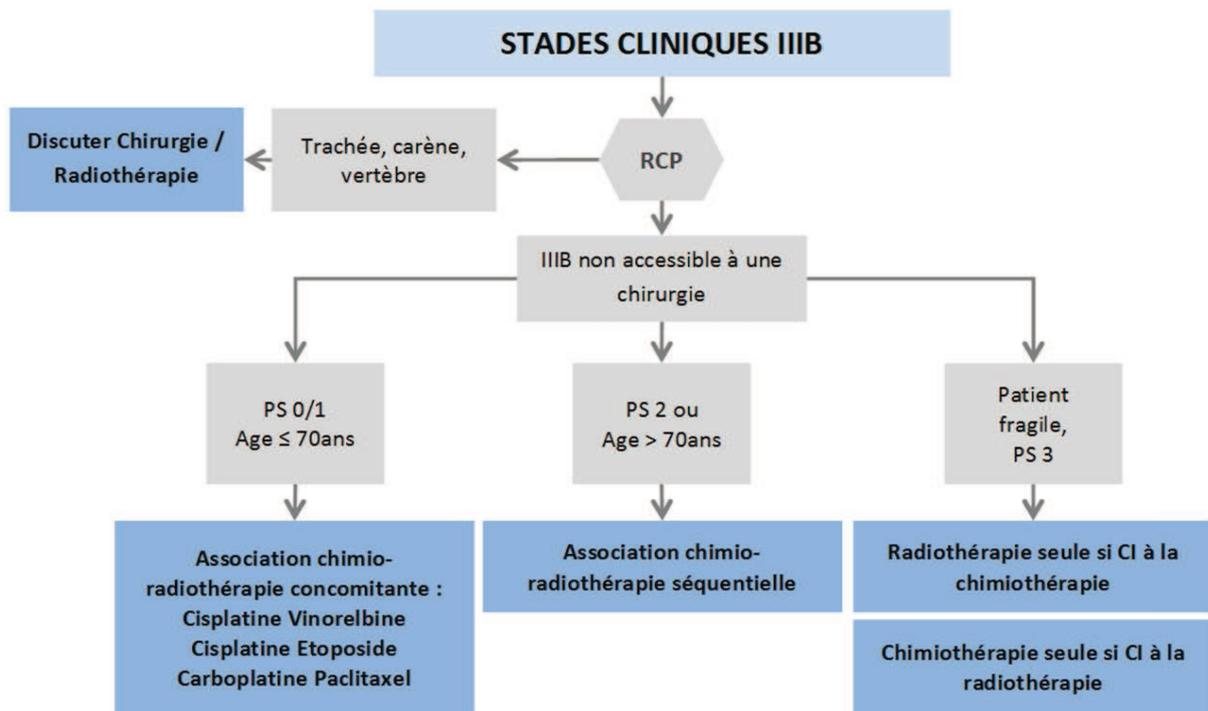 STADES CLINIQUES IIIB
Discuter Chirurgie /
Radiothérapie
Trachée, carène,
vertèbre
RCP
IIIB non accessible à une
chirurgie
PS 0/1
Age ≤ 70ans
PS 2 ou
Age > 70ans
Patient
fragile,
PS 3
Association chimio-
radiothérapie concomitante :
Cisplatine Vinorelbine
Cisplatine Etoposide
Carboplatine Paclitaxel
Association chimio-
radiothérapie séquentielle
Radiothérapie seule si CI à la
chimiothérapie
Chimiothérapie seule si CI à la
radiothérapie